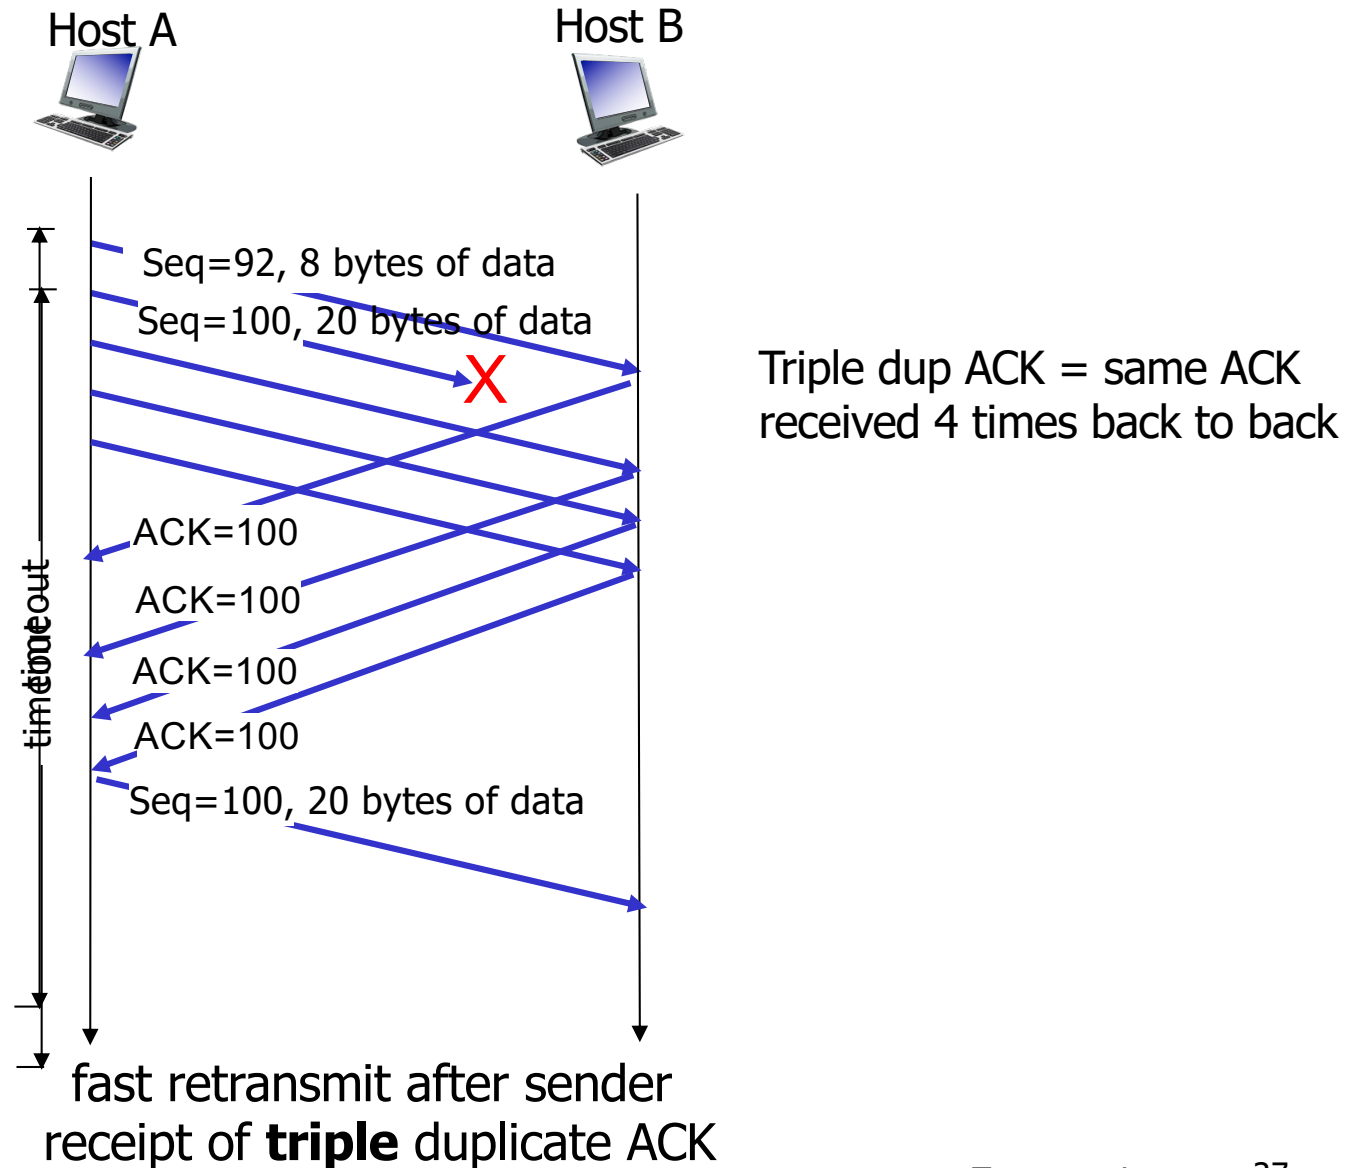 Host A
Host B
Seq=92, 8 bytes of data
Seq=100, 20 bytes of data
X
Triple dup ACK = same ACK
received 4 times back to back
ACK=100
ACK=100
ACK=100
ACK=100
timeout
timeout
Seq=100, 20 bytes of data
fast retransmit after sender
receipt of triple duplicate ACK